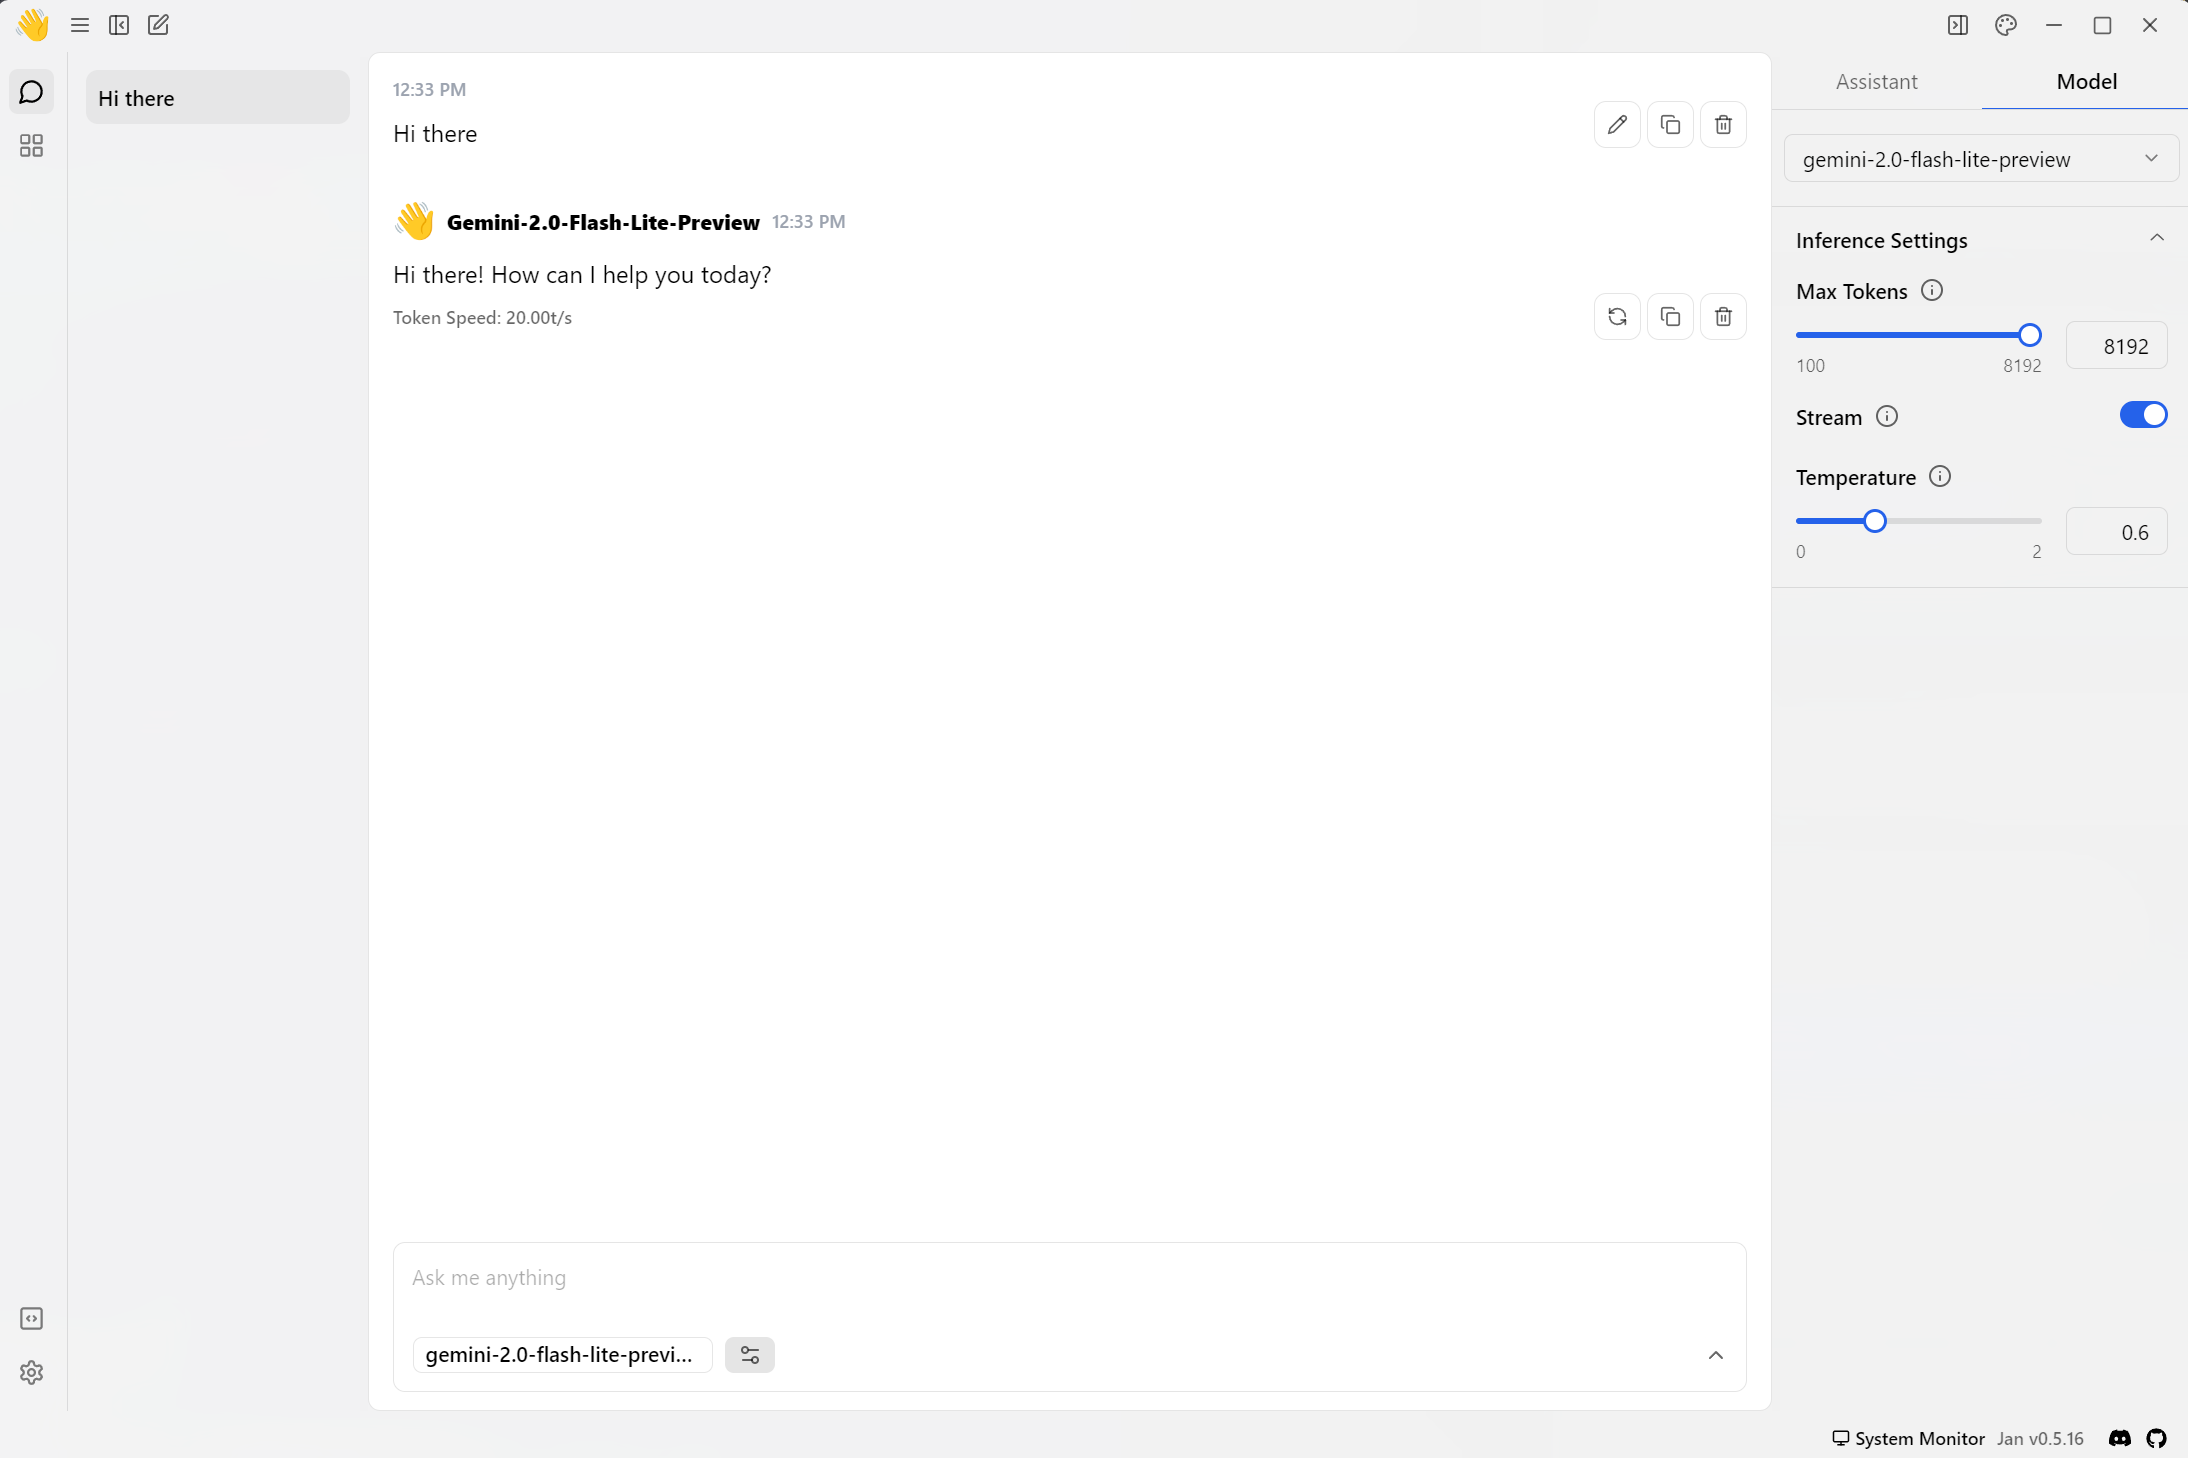 Hi there
12:33 PM
Hi there
Gemini-2.0-Flash-Lite-Preview 12:33 PM
Hi there! How can I help you today?
Token Speed: 20.00t/s
Ask me anything
gemini-2.0-flash-lite-previ...
Assistant
Model
gemini-2.0-flash-lite-preview
Inference Settings
Max Tokens
100 8192
8192
Stream
Temperature
0 2
0.6
System Monitor Jan v0.5.16